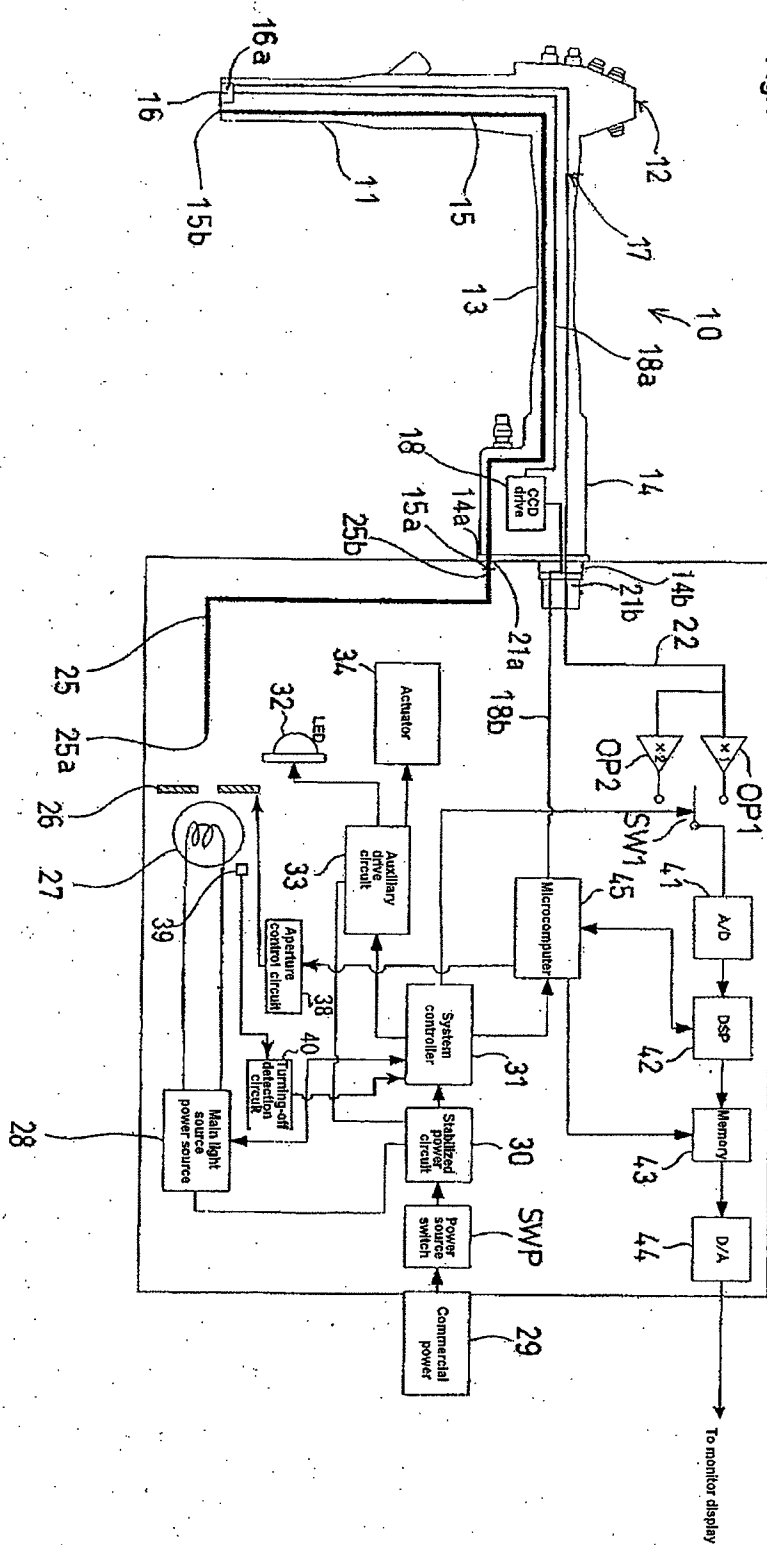 10
12
17
18a
14
14b
21b
22
OP1
×1
OP2
×2
SW1
41
A/D
42
DSP
43
Memory
44
D/A
To monitor display
16a
16
15b
15
11
13
18
CCD
drive
14a
15a
25b
21a
18b
45
Microcomputer
34
Actuator
32
LED
33
Auxiliary
drive
circuit
31
System
controller
30
Stabilized
power
circuit
SWP
Power
source
switch
29
Commercial
power
25
25a
26
27
39
38
Aperture
control circuit
40
Turning-off
detection
circuit
28
Main light
source
power source